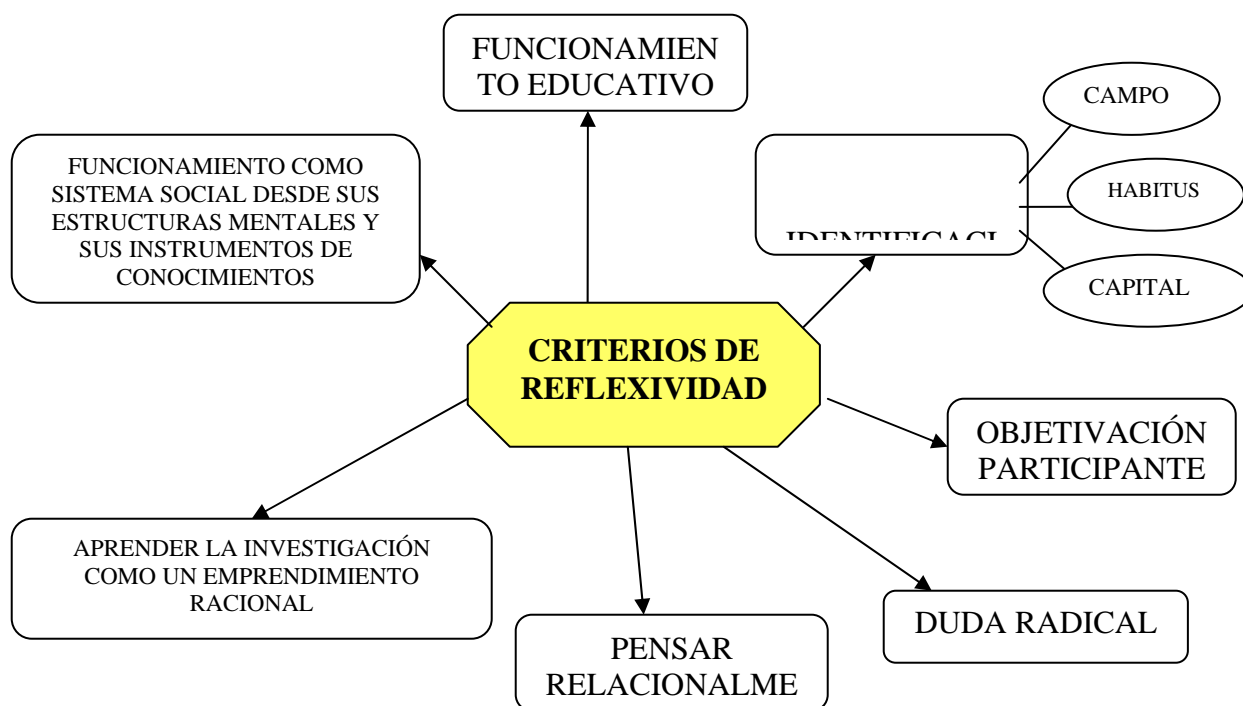 FUNCIONAMIEN
TO EDUCATIVO
CAMPO
FUNCIONAMIENTO COMO
SISTEMA SOCIAL DESDE SUS
ESTRUCTURAS MENTALES Y
SUS INSTRUMENTOS DE
CONOCIMIENTOS
IDENTIFICACI
HABITUS
CAPITAL
CRITERIOS DE
REFLEXIVIDAD
OBJETIVACIÓN
PARTICIPANTE
APRENDER LA INVESTIGACIÓN
COMO UN EMPRENDIMIENTO
RACIONAL
PENSAR
RELACIONALME
DUDA RADICAL